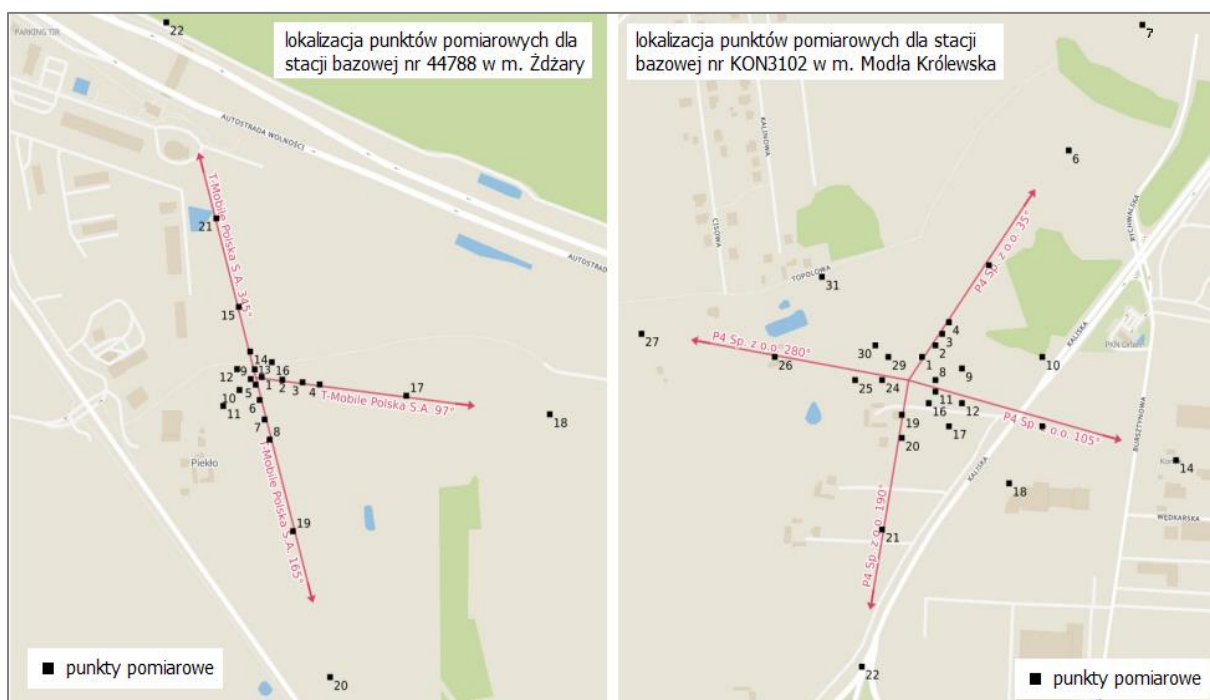 22
PARKING TIR
lokalizacja punktów pomiarowych dla
stacji bazowej nr 44788 w m. Żdżary
AUTOSTRADA WOLNOŚCI
AUTOSTRAD
T-Mobile Polska S.A. 345°
21
15
14
9
13
16
12
1
2
3
4
5
17
T-Mobile Polska S.A. 97°
10
6
11
18
7
8
Piekło
T-Mobile Polska S.A. 165°
19
20
punkty pomiarowe
lokalizacja punktów pomiarowych dla stacji
bazowej nr KON3102 w m. Modła Królewska
7
KALINOWA
6
CISOWA
RYCHWALSKA
P4 Sp. z o.o. 35°
TOPOLOWA
31
4
KALISKA
27
P4 Sp. z o.o. 280°
3
30
2
PKN Orlen
26
29
1
10
9
25
24
8
11
12
16
19
17
P4 Sp. z o.o. 105°
BURSZTYNOWA
20
KALISKA
14
18
WĘDKARSKA
P4 Sp. z o.o. 190°
21
22
punkty pomiarowe